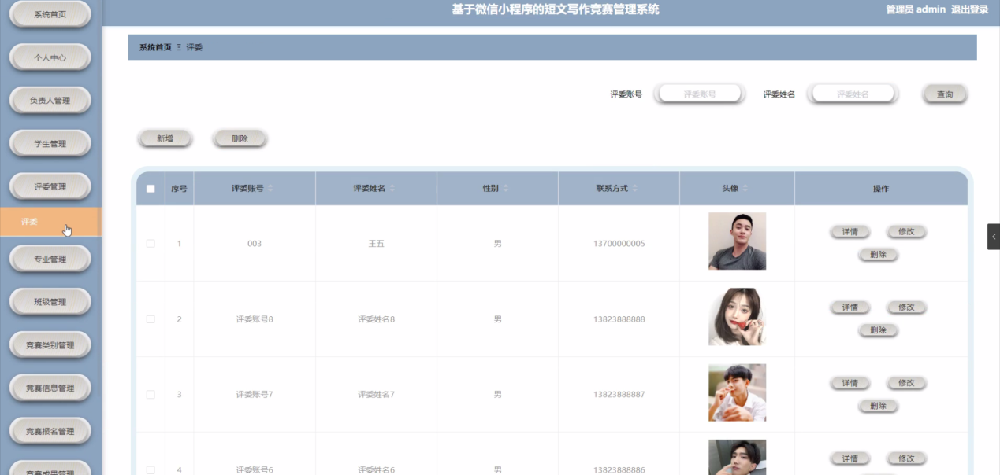 基于微信小程序的短文写作竞赛管理系统
管理员 admin 退出登录
系统首页
个人中心
负责人管理
学生管理
评委管理
评委
专业管理
班级管理
竞赛类别管理
竞赛信息管理
竞赛报名管理
竞赛成果管理
系统首页 Ξ 评委
评委账号 评委账号 评委姓名 评委姓名 查询
新增 删除
序号 评委账号 评委姓名 性别 联系方式 头像 操作
1 003 王五 男 13700000005 详情 修改
删除
2 评委账号8 评委姓名8 男 13823888888 详情 修改
删除
3 评委账号7 评委姓名7 男 13823888887 详情 修改
删除
4 评委账号6 评委姓名6 男 13823888886 详情 修改